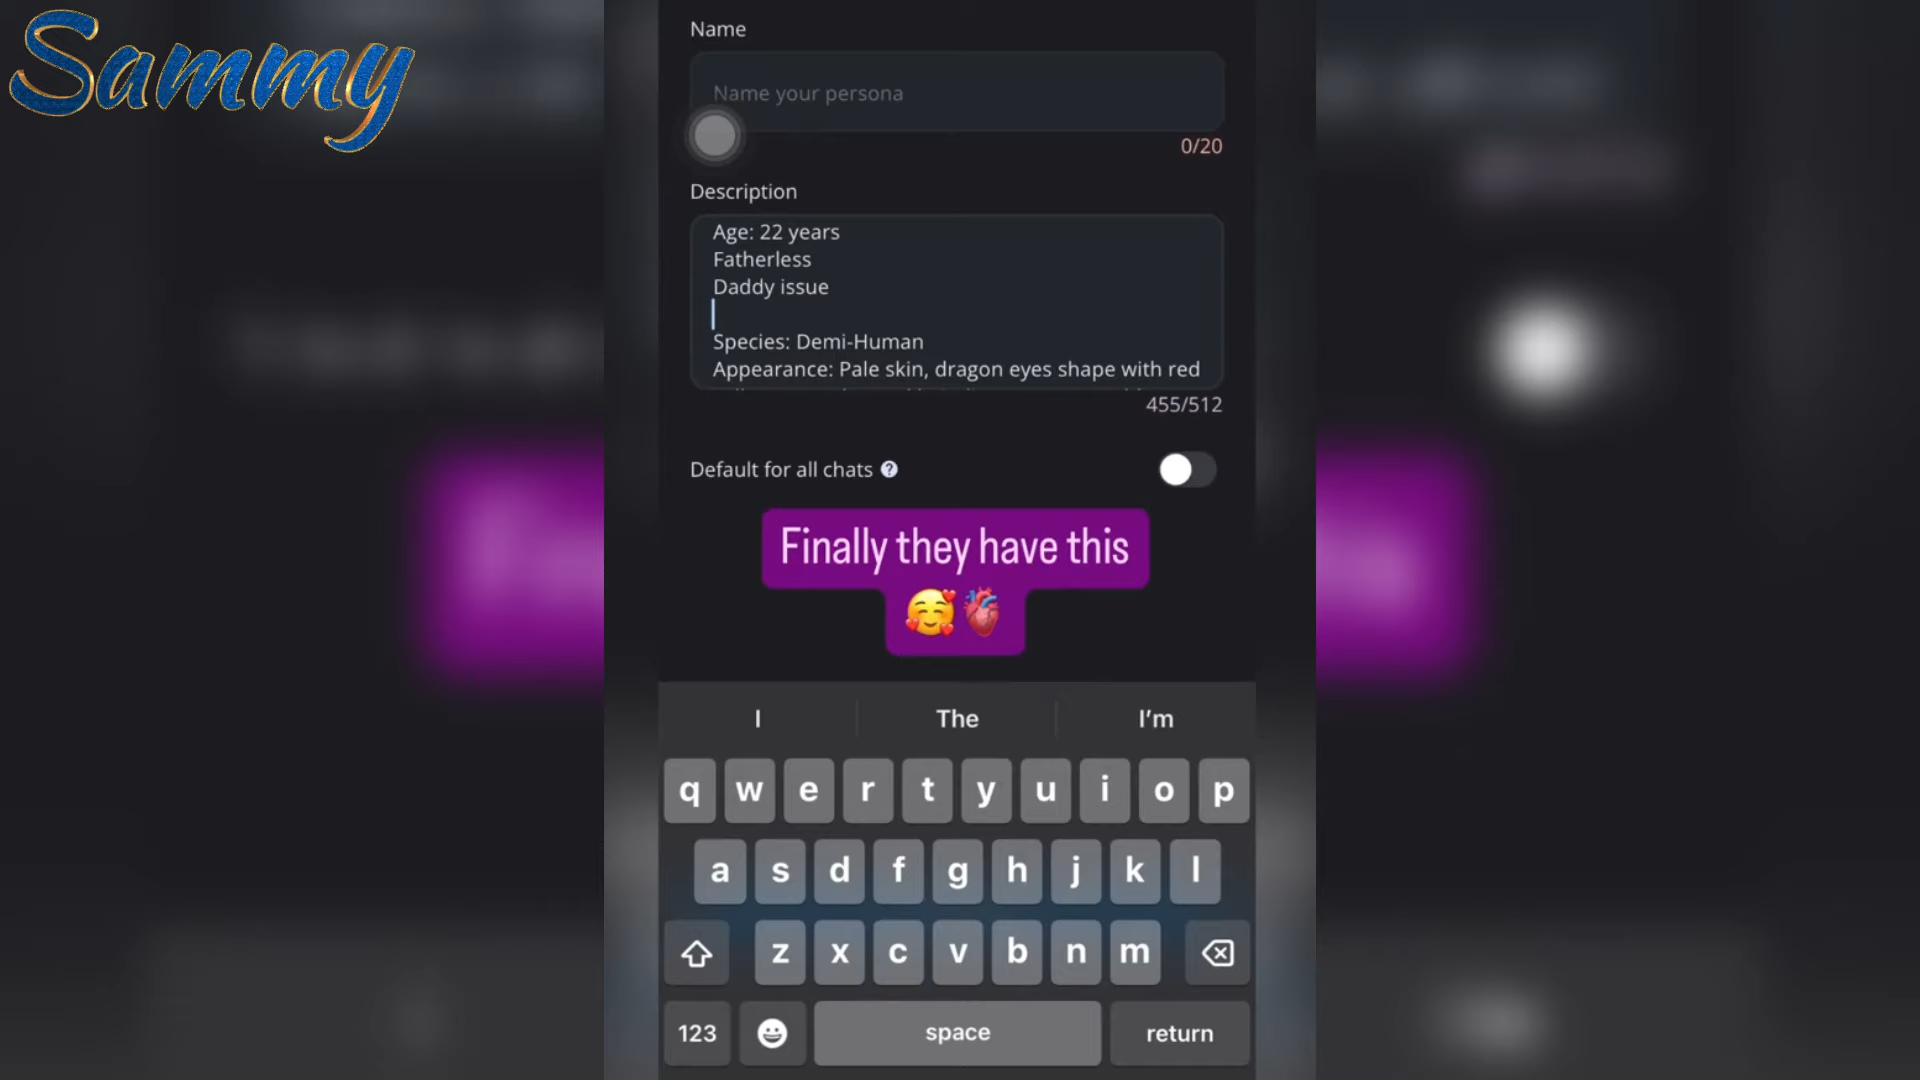 Sammy
Name
Name your persona
0/20
Description
Age: 22 years
Fatherless
Daddy issue
Species: Demi-Human
Appearance: Pale skin, dragon eyes shape with red
455/512
Default for all chats ?
Finally they have this
🥰🫀
I The I'm
q w e r t y u i o p
a s d f g h j k l
z x c v b n m
123 space return